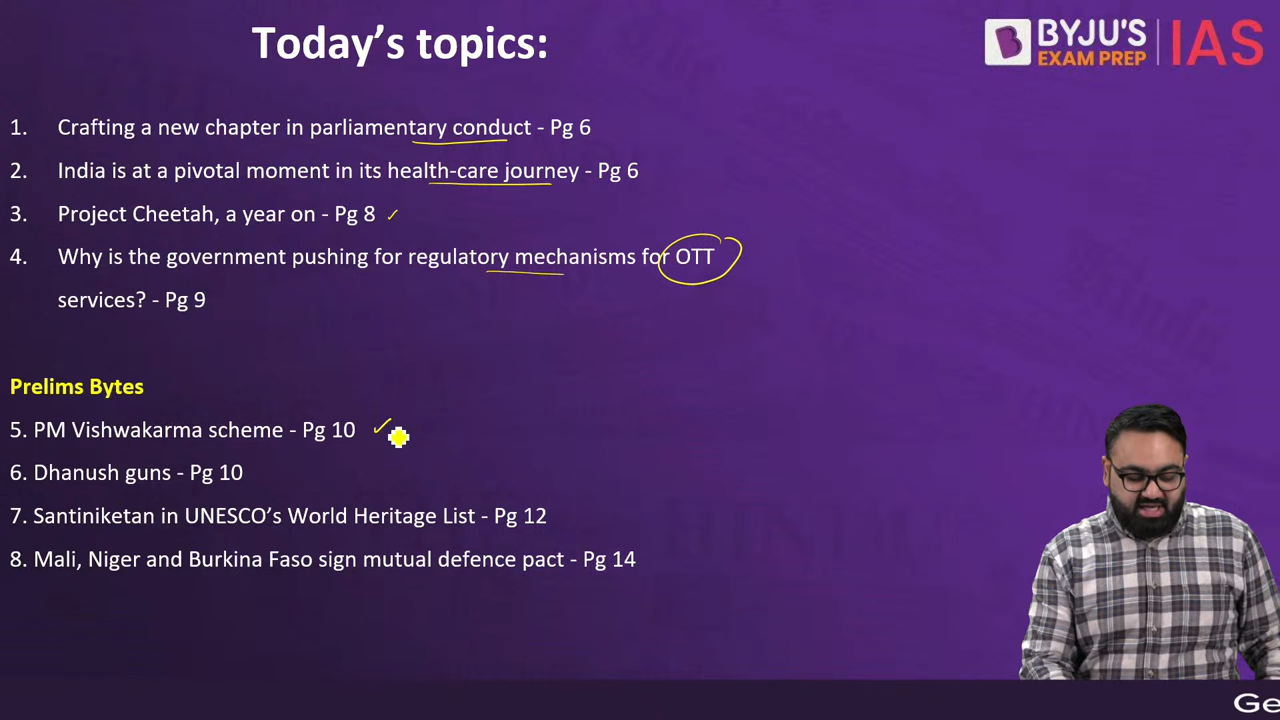 Today's topics:
BYJU'S
EXAM PREP
IAS
1. Crafting a new chapter in parliamentary conduct - Pg 6
2. India is at a pivotal moment in its health-care journey - Pg 6
3. Project Cheetah, a year on - Pg 8
4. Why is the government pushing for regulatory mechanisms for OTT
services? - Pg 9
Prelims Bytes
5. PM Vishwakarma scheme - Pg 10
6. Dhanush guns - Pg 10
7. Santiniketan in UNESCO's World Heritage List - Pg 12
8. Mali, Niger and Burkina Faso sign mutual defence pact - Pg 14
Ge